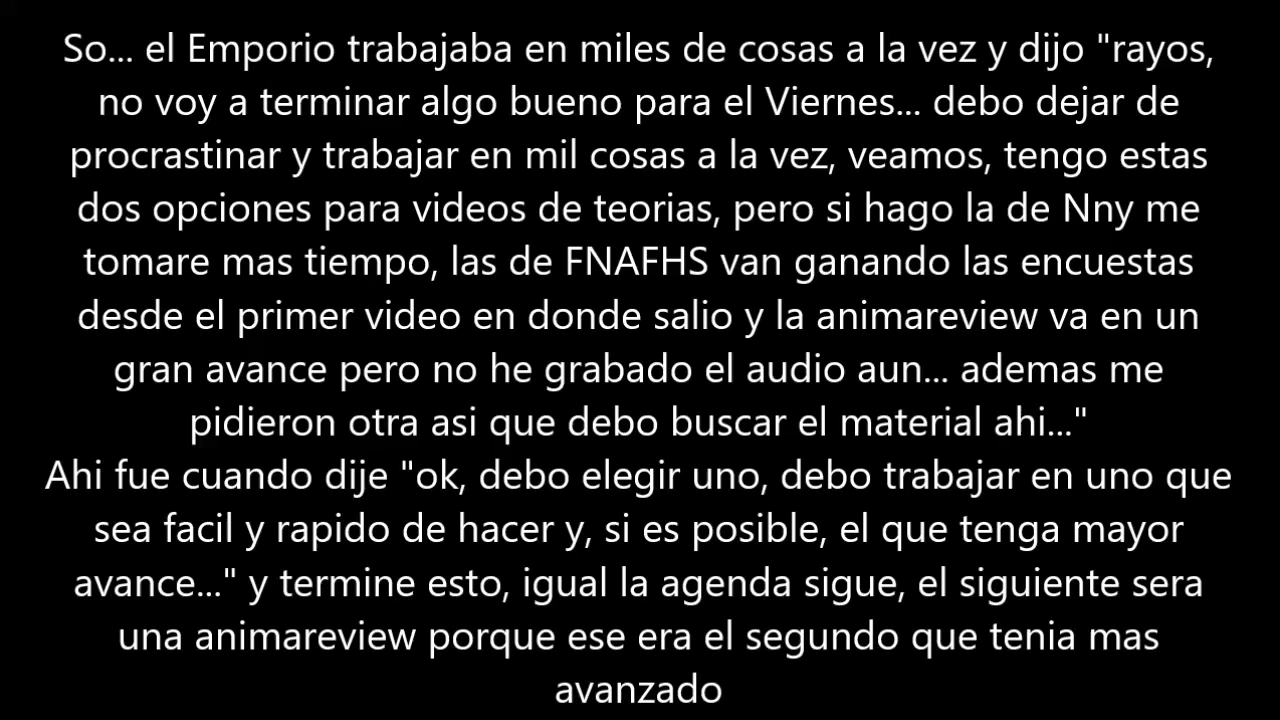 So... el Emporio trabajaba en miles de cosas a la vez y dijo "rayos,
no voy a terminar algo bueno para el Viernes... debo dejar de
procrastinar y trabajar en mil cosas a la vez, veamos, tengo estas
dos opciones para videos de teorias, pero si hago la de Nny me
tomare mas tiempo, las de FNAFHS van ganando las encuestas
desde el primer video en donde salio y la animareview va en un
gran avance pero no he grabado el audio aun... ademas me
pidieron otra asi que debo buscar el material ahi..."
Ahi fue cuando dije "ok, debo elegir uno, debo trabajar en uno que
sea facil y rapido de hacer y, si es posible, el que tenga mayor
avance..." y termine esto, igual la agenda sigue, el siguiente sera
una animareview porque ese era el segundo que tenia mas
avanzado